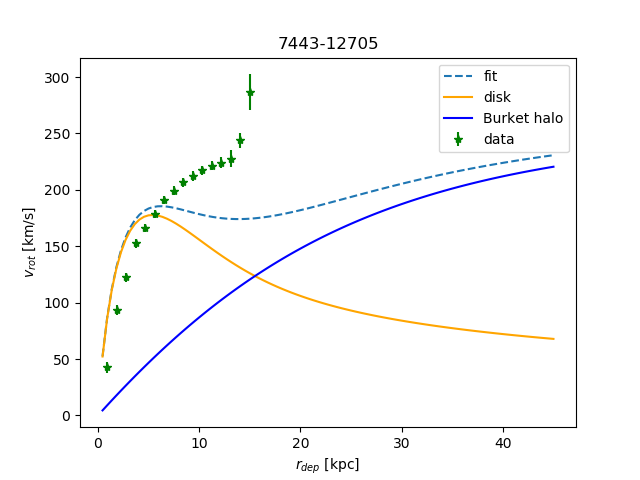 7443-12705
300
250
200
150
100
50
0
v_rot [km/s]
0 10 20 30 40
r_dep [kpc]
fit
disk
Burket halo
data